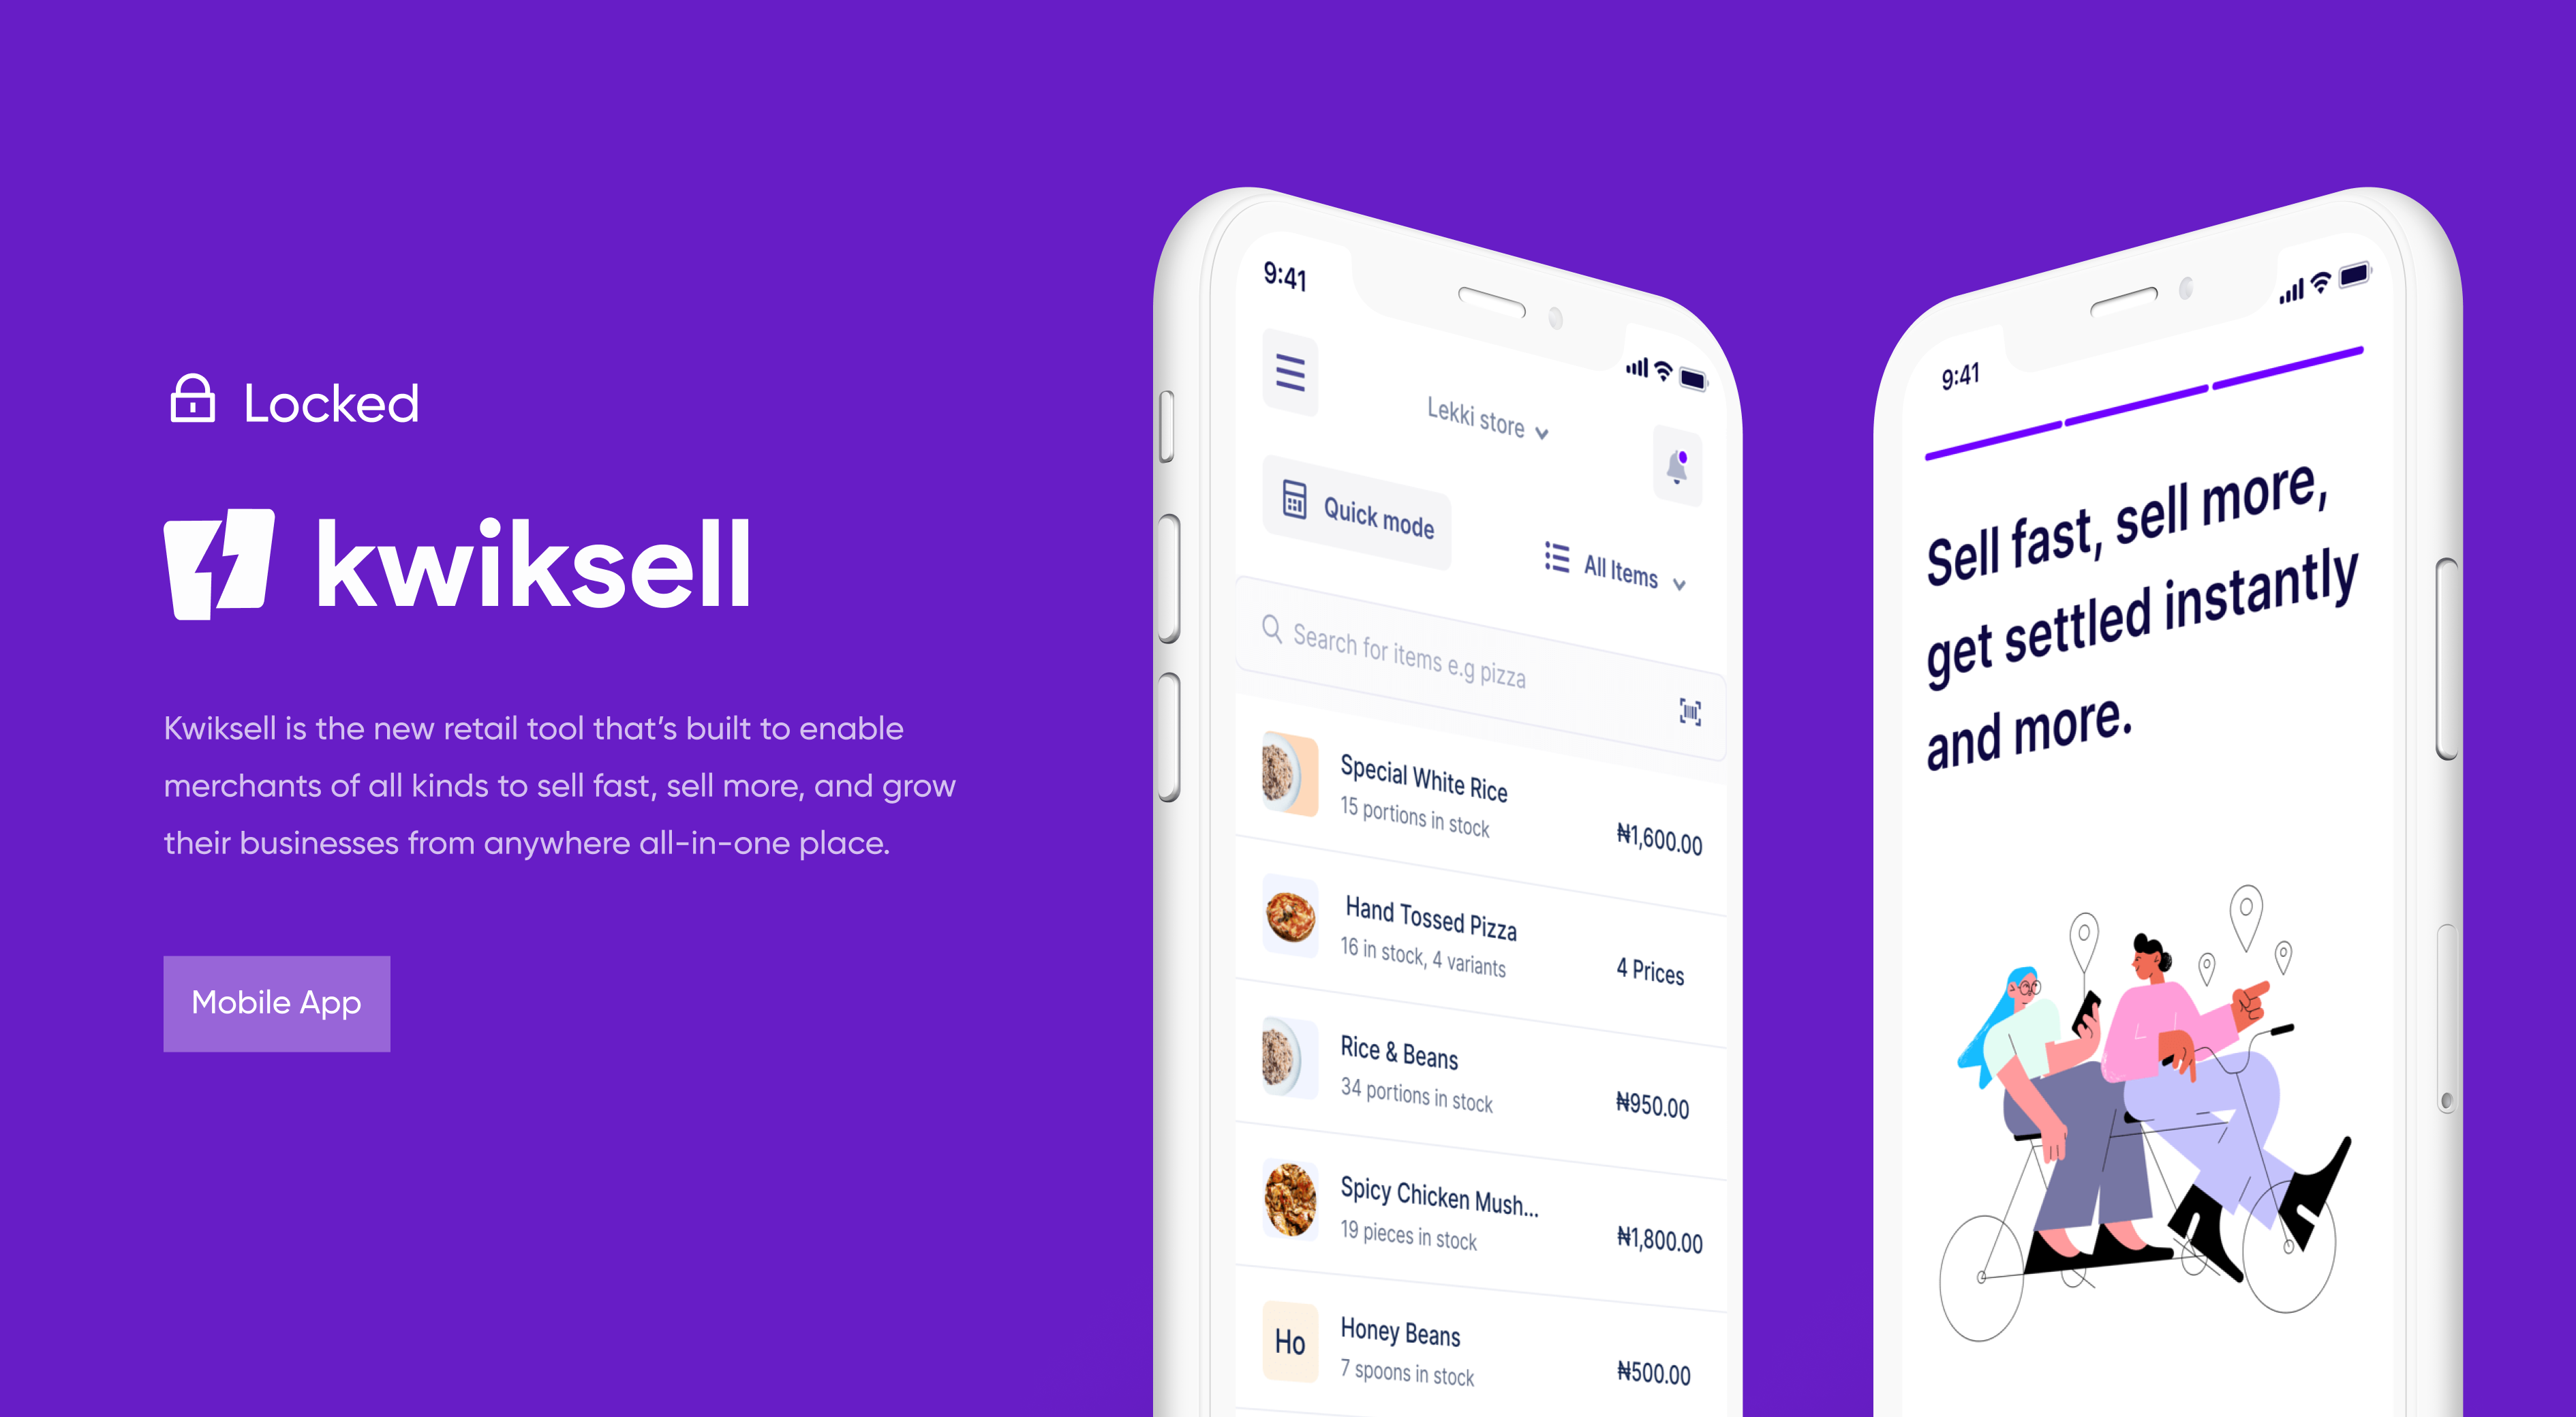 Locked
kwiksell
Kwiksell is the new retail tool that’s built to enable
merchants of all kinds to sell fast, sell more, and grow
their businesses from anywhere all-in-one place.
Mobile App
9:41
Lekki store
Quick mode
All Items
Search for items e.g pizza
Special White Rice
15 portions in stock
₦1,600.00
Hand Tossed Pizza
16 in stock, 4 variants
4 Prices
Rice & Beans
34 portions in stock
₦950.00
Spicy Chicken Mush...
19 pieces in stock
₦1,800.00
Ho
Honey Beans
7 spoons in stock
₦500.00
9:41
Sell fast, sell more,
get settled instantly
and more.